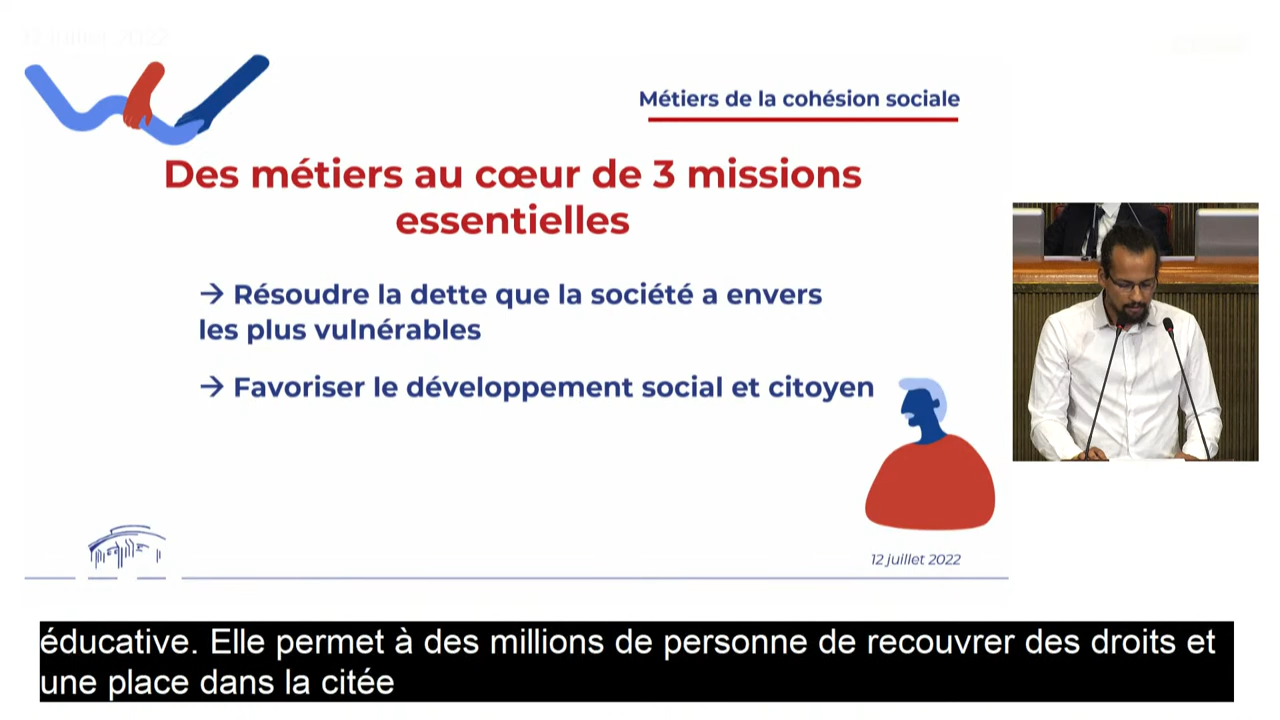 Métiers de la cohésion sociale
Des métiers au cœur de 3 missions
essentielles
→ Résoudre la dette que la société a envers
les plus vulnérables
→ Favoriser le développement social et citoyen
12 juillet 2022
éducative. Elle permet à des millions de personne de recouvrer des droits et
une place dans la citée